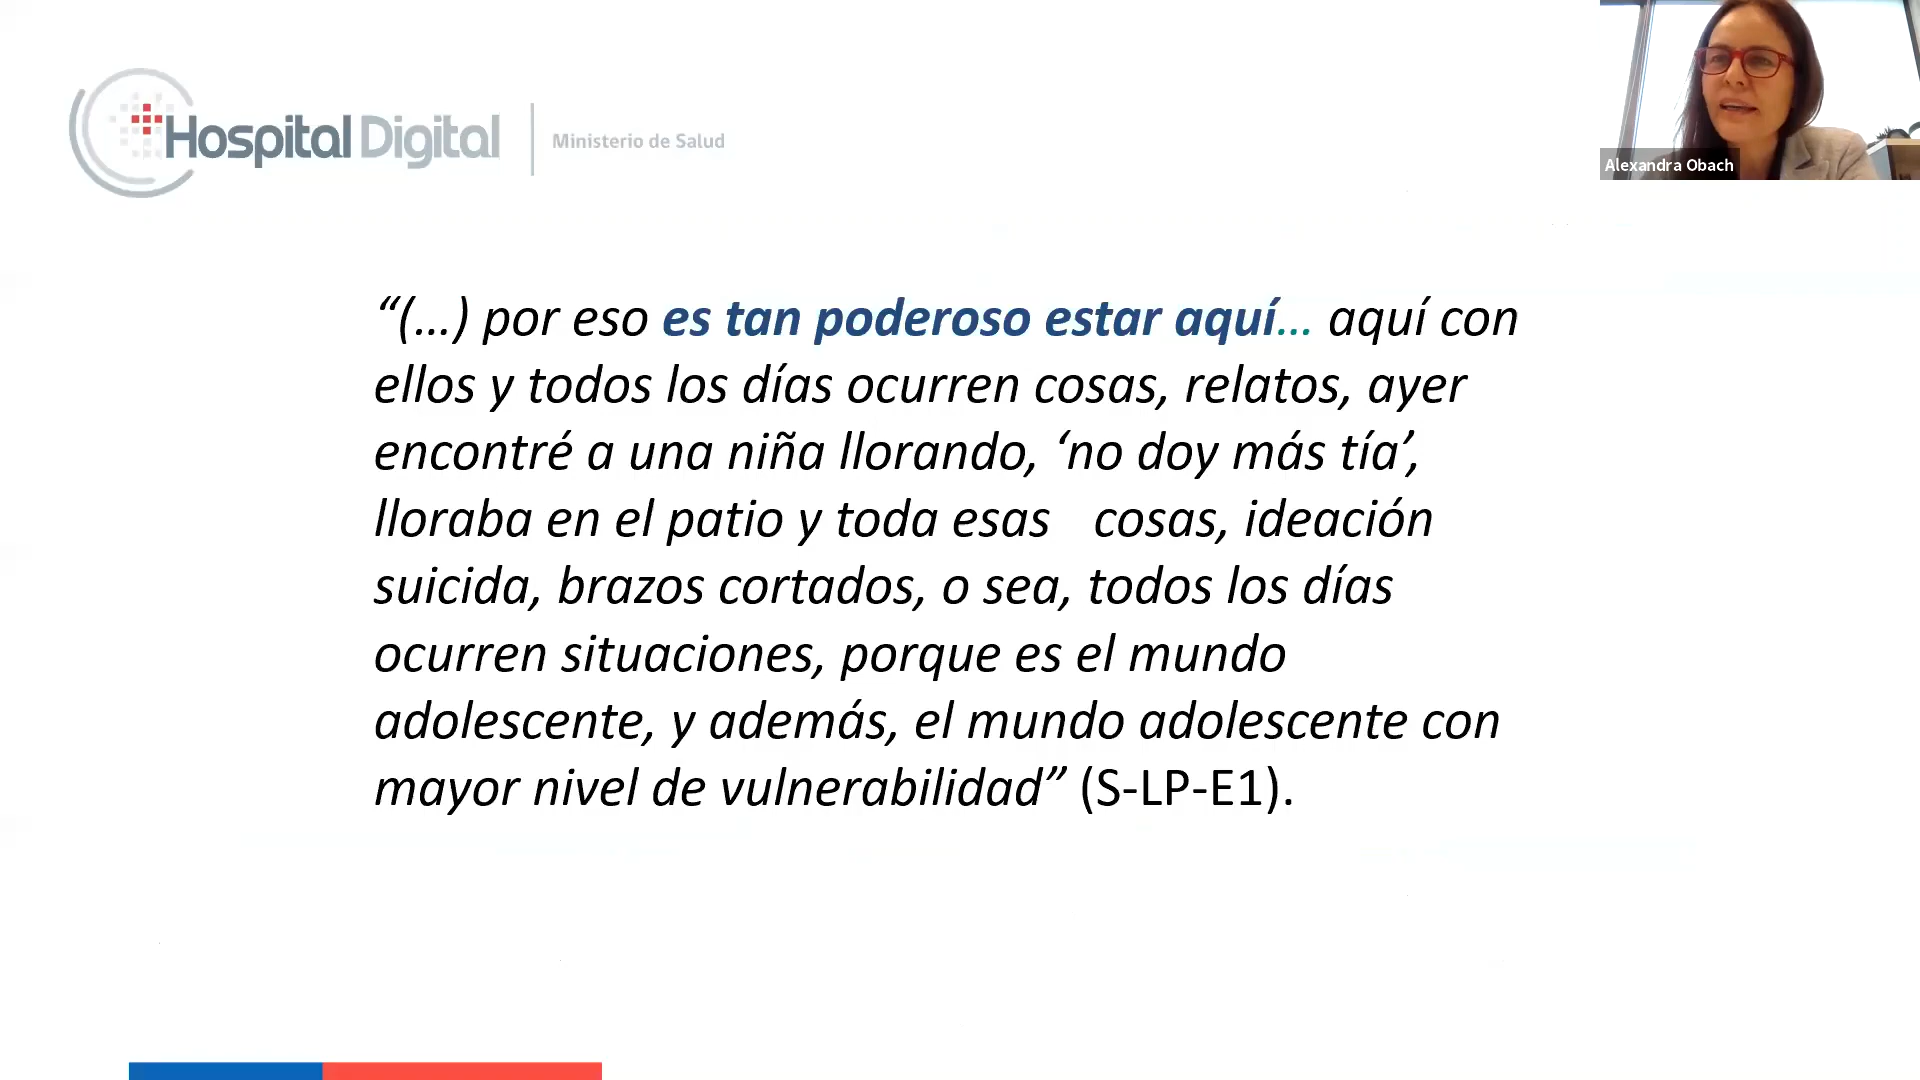 Hospital Digital
Ministerio de Salud
Alexandra Obach
“(...) por eso es tan poderoso estar aquí... aquí con
ellos y todos los días ocurren cosas, relatos, ayer
encontré a una niña llorando, ‘no doy más tía’,
lloraba en el patio y toda esas cosas, ideación
suicida, brazos cortados, o sea, todos los días
ocurren situaciones, porque es el mundo
adolescente, y además, el mundo adolescente con
mayor nivel de vulnerabilidad” (S-LP-E1).